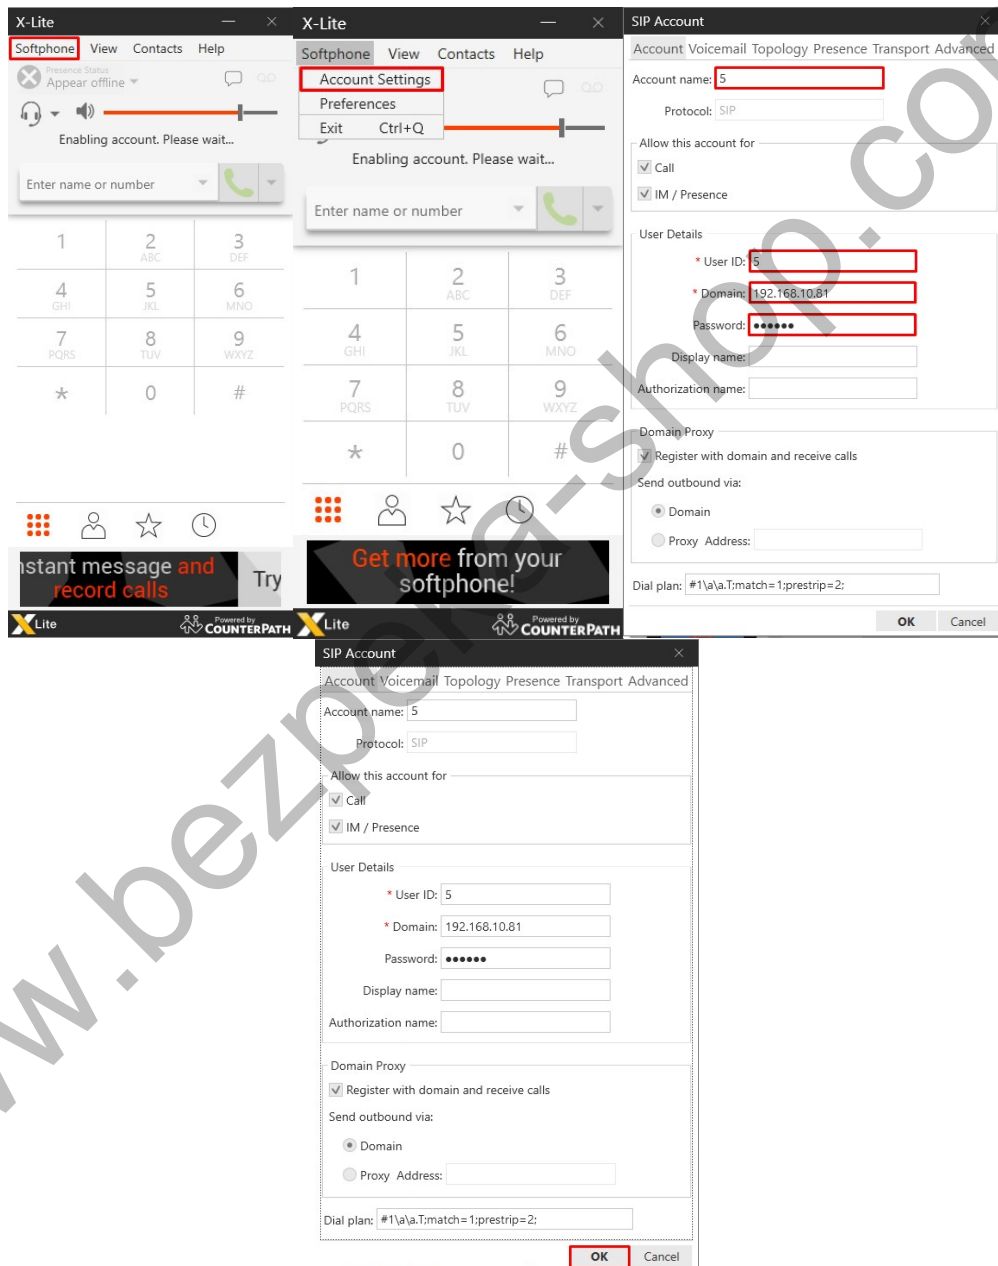 X-Lite
Softphone View Contacts Help
Presence Status
Appear offline
Enabling account. Please wait...
Enter name or number
1 2 3
ABC DEF
4 5 6
GHI JKL MNO
7 8 9
PQRS TUV WXYZ
* 0 #
nstant message and
record calls
Try
X Lite
Powered by
COUNTERPATH
X-Lite
Softphone View Contacts Help
Account Settings
Preferences
Exit Ctrl+Q
Enabling account. Please wait...
Enter name or number
1 2 3
ABC DEF
4 5 6
GHI JKL MNO
7 8 9
PQRS TUV WXYZ
* 0 #
Get more from your
softphone!
X Lite
Powered by
COUNTERPATH
SIP Account
Account Voicemail Topology Presence Transport Advanced
Account name: 5
Protocol: SIP
Allow this account for
Call
IM / Presence
User Details
* User ID: 5
* Domain: 192.168.10.81
Password: ●●●●●●
Display name:
Authorization name:
Domain Proxy
Register with domain and receive calls
Send outbound via:
Domain
Proxy Address:
Dial plan: #1\a\a.T;match=1;prestrip=2;
OK Cancel
SIP Account
Account Voicemail Topology Presence Transport Advanced
Account name: 5
Protocol: SIP
Allow this account for
Call
IM / Presence
User Details
* User ID: 5
* Domain: 192.168.10.81
Password: ●●●●●●
Display name:
Authorization name:
Domain Proxy
Register with domain and receive calls
Send outbound via:
Domain
Proxy Address:
Dial plan: #1\a\a.T;match=1;prestrip=2;
OK Cancel
w.bezpeka-shop.co